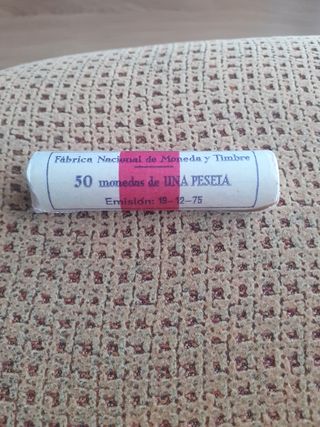 Fábrica Nacional de Moneda y Timbre
50 monedas de UNA PESETA
Emisión: 19-12-75